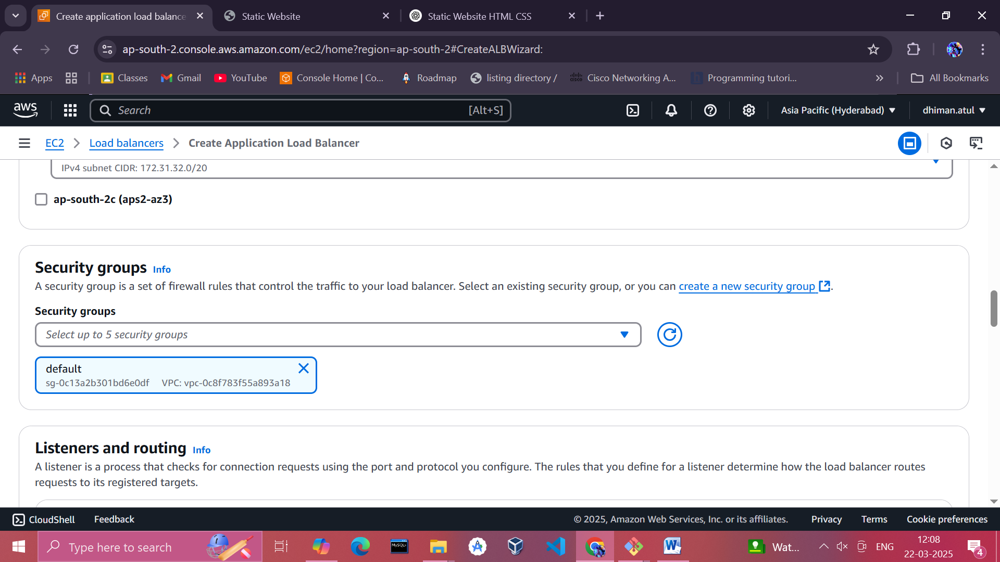 Create application load balance
Static Website
Static Website HTML CSS
ap-south-2.console.aws.amazon.com/ec2/home?region=ap-south-2#CreateALBWizard:
Apps
Classes
Gmail
YouTube
Console Home | Co...
Roadmap
listing directory /
Cisco Networking A...
Programming tutori...
All Bookmarks
aws
Search
[Alt+S]
Asia Pacific (Hyderabad)
dhiman.atul
EC2
Load balancers
Create Application Load Balancer
IPv4 subnet CIDR: 172.31.32.0/20
ap-south-2c (aps2-az3)
Security groups Info
A security group is a set of firewall rules that control the traffic to your load balancer. Select an existing security group, or you can create a new security group.
Security groups
Select up to 5 security groups
default
sg-0c13a2b301bd6e0df VPC: vpc-0c8f783f55a893a18
Listeners and routing Info
A listener is a process that checks for connection requests using the port and protocol you configure. The rules that you define for a listener determine how the load balancer routes
requests to its registered targets.
CloudShell
Feedback
© 2025, Amazon Web Services, Inc. or its affiliates.
Privacy
Terms
Cookie preferences
Type here to search
MySQL
Wat...
ENG
12:08
22-03-2025
4